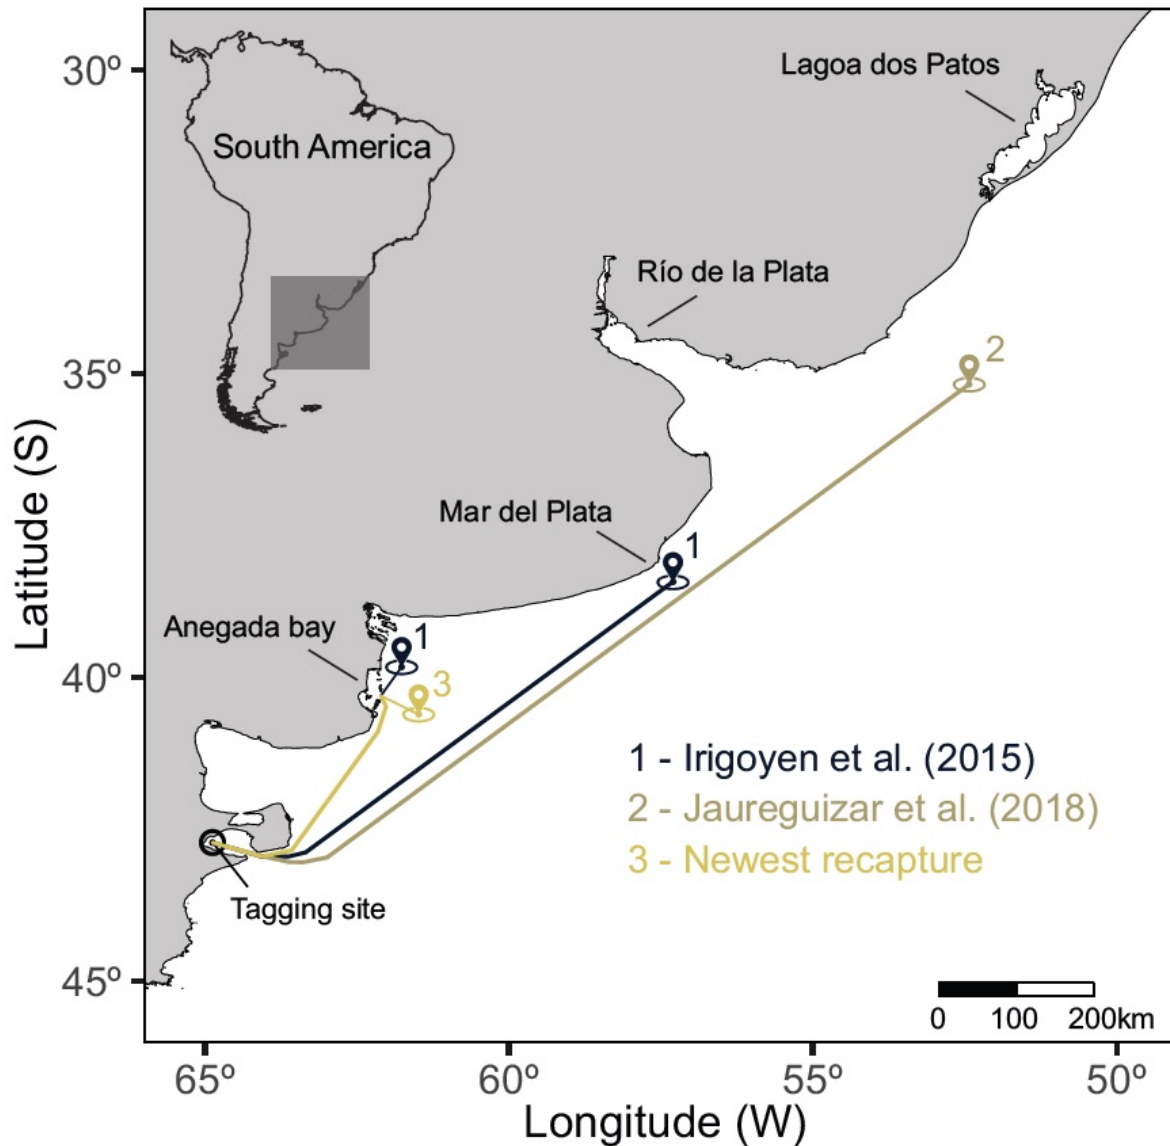 30º
Lagoa dos Patos
South America
Río de la Plata
35º
2
Latitude (S)
Mar del Plata
1
Anegada bay
1
40º
3
1 - Irigoyen et al. (2015)
2 - Jaureguizar et al. (2018)
3 - Newest recapture
Tagging site
45º
0 100 200km
65º 60º 55º 50º
Longitude (W)